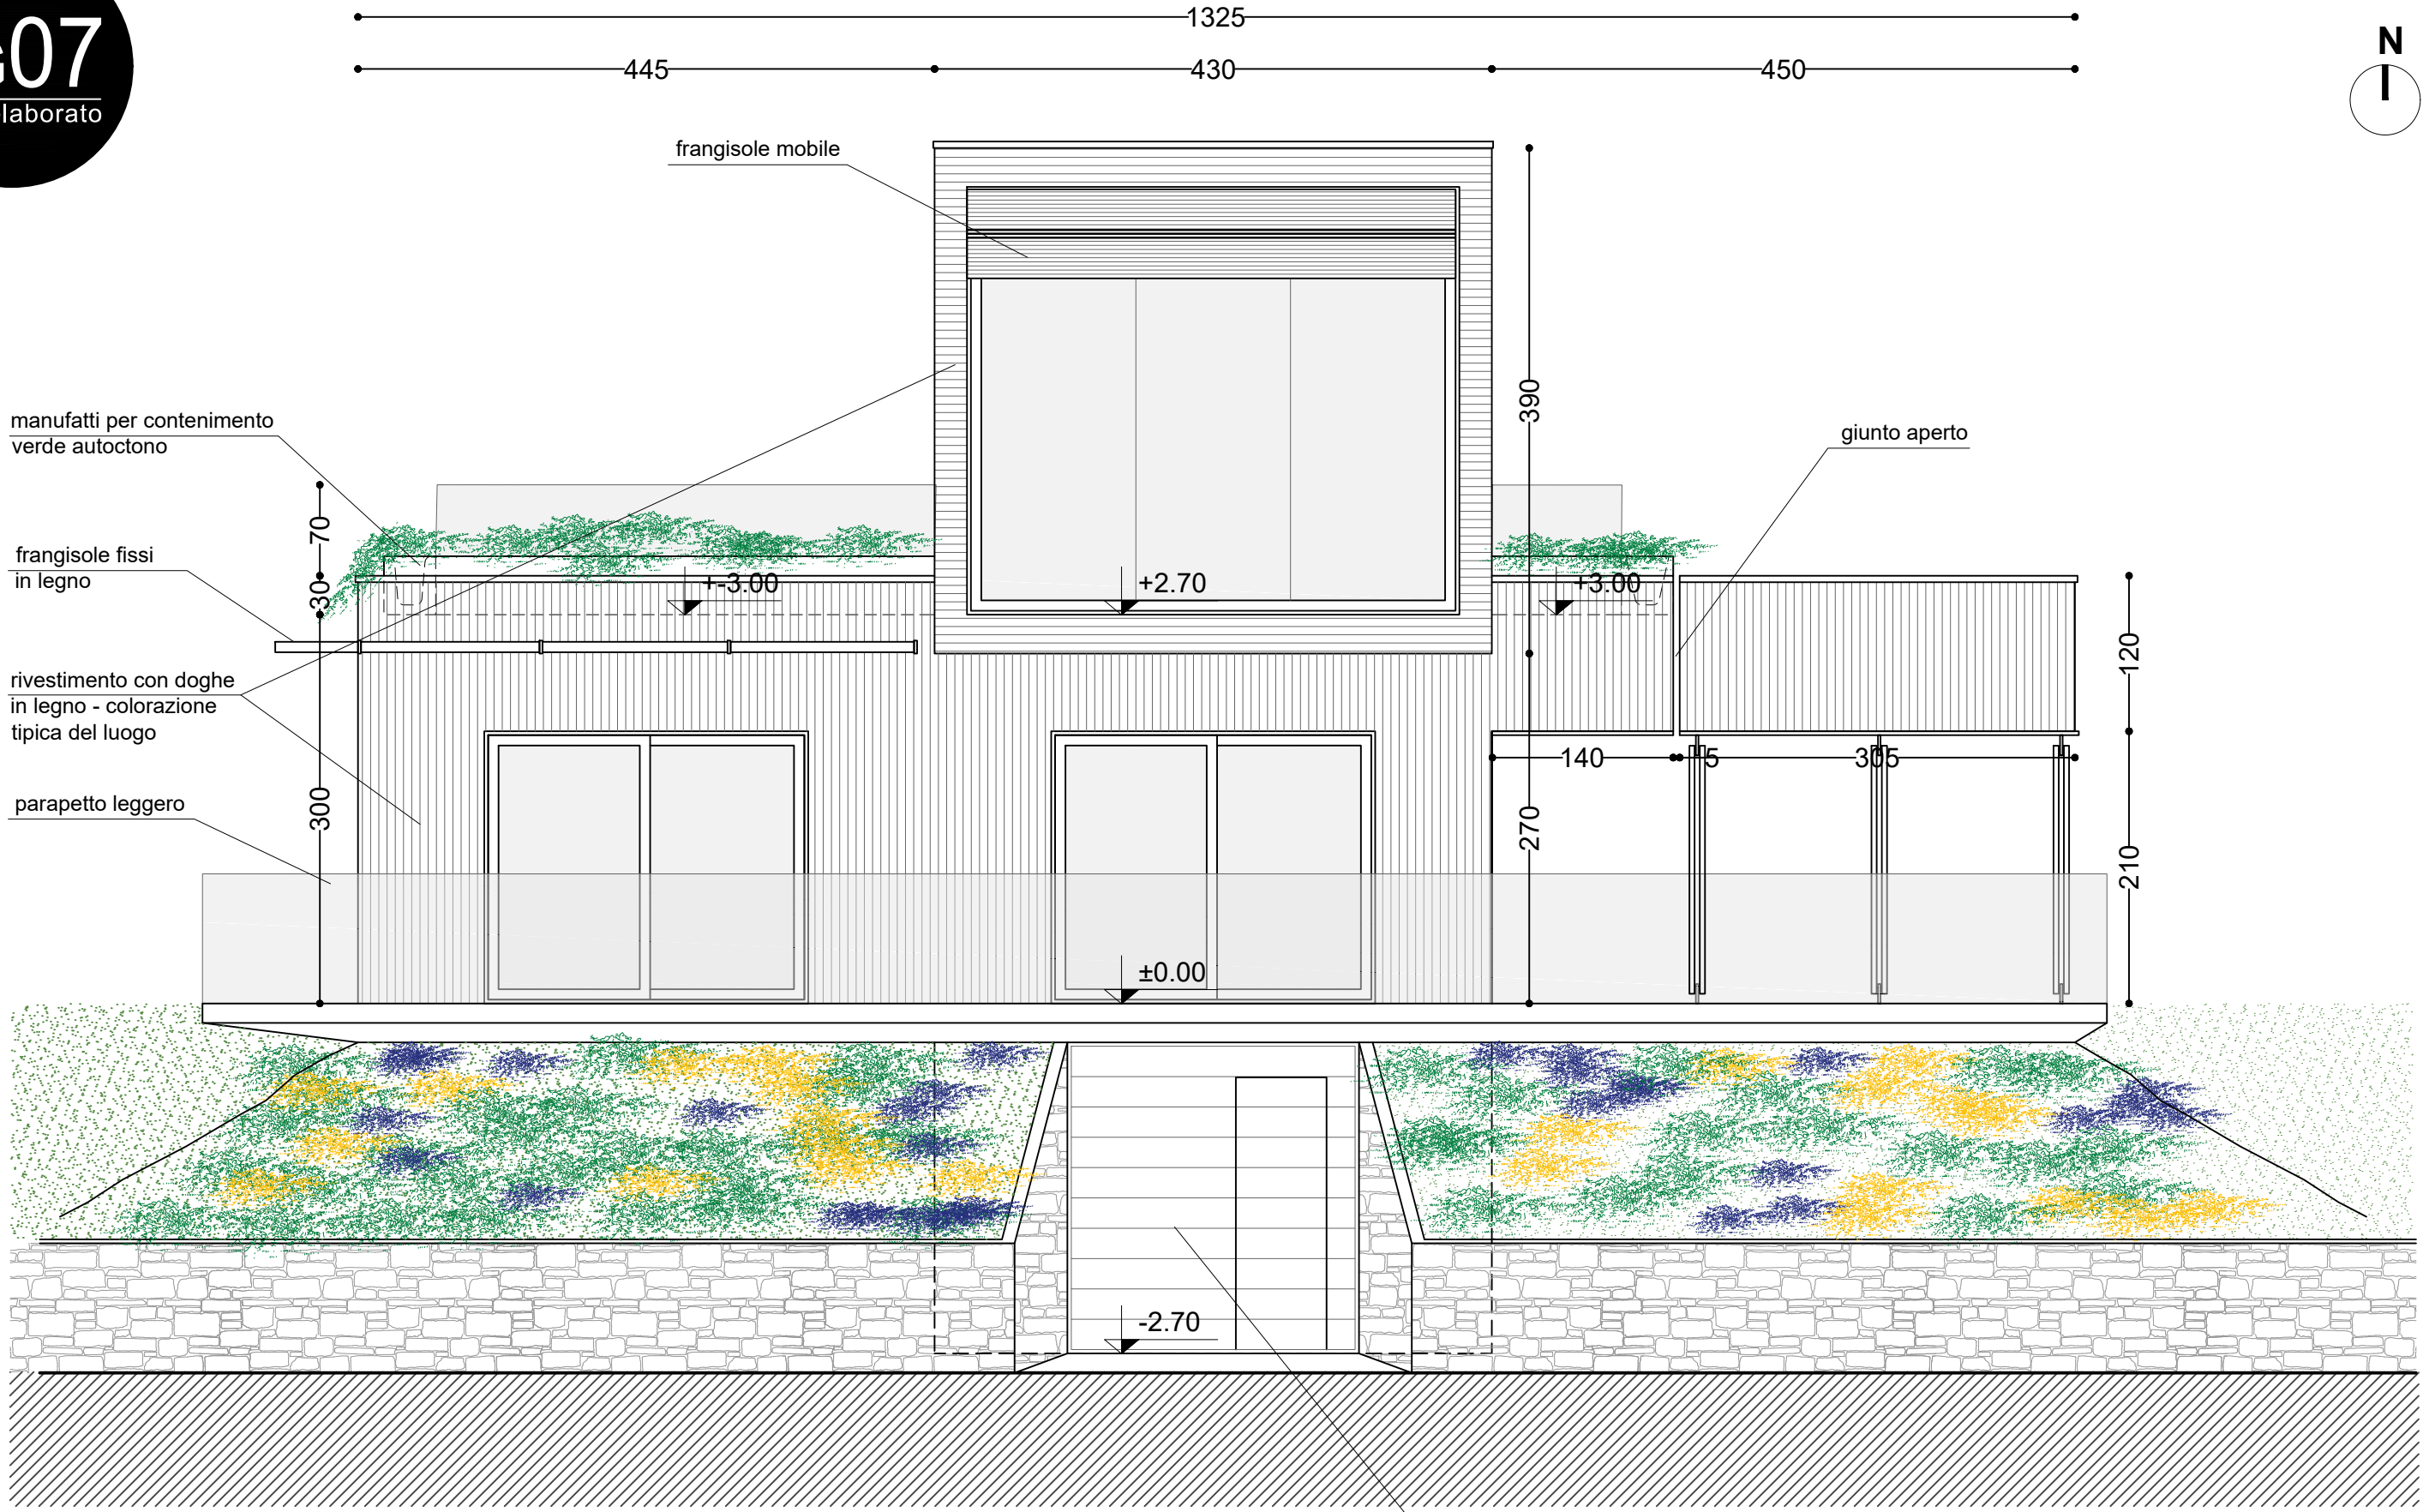 G07
laborato
1325
445
430
450
N
frangisole mobile
manufatti per contenimento
verde autoctono
giunto aperto
390
70
frangisole fissi
in legno
30
+-3.00
+2.70
+3.00
120
rivestimento con doghe
in legno - colorazione
tipica del luogo
140
5
305
parapetto leggero
300
270
210
±0.00
-2.70